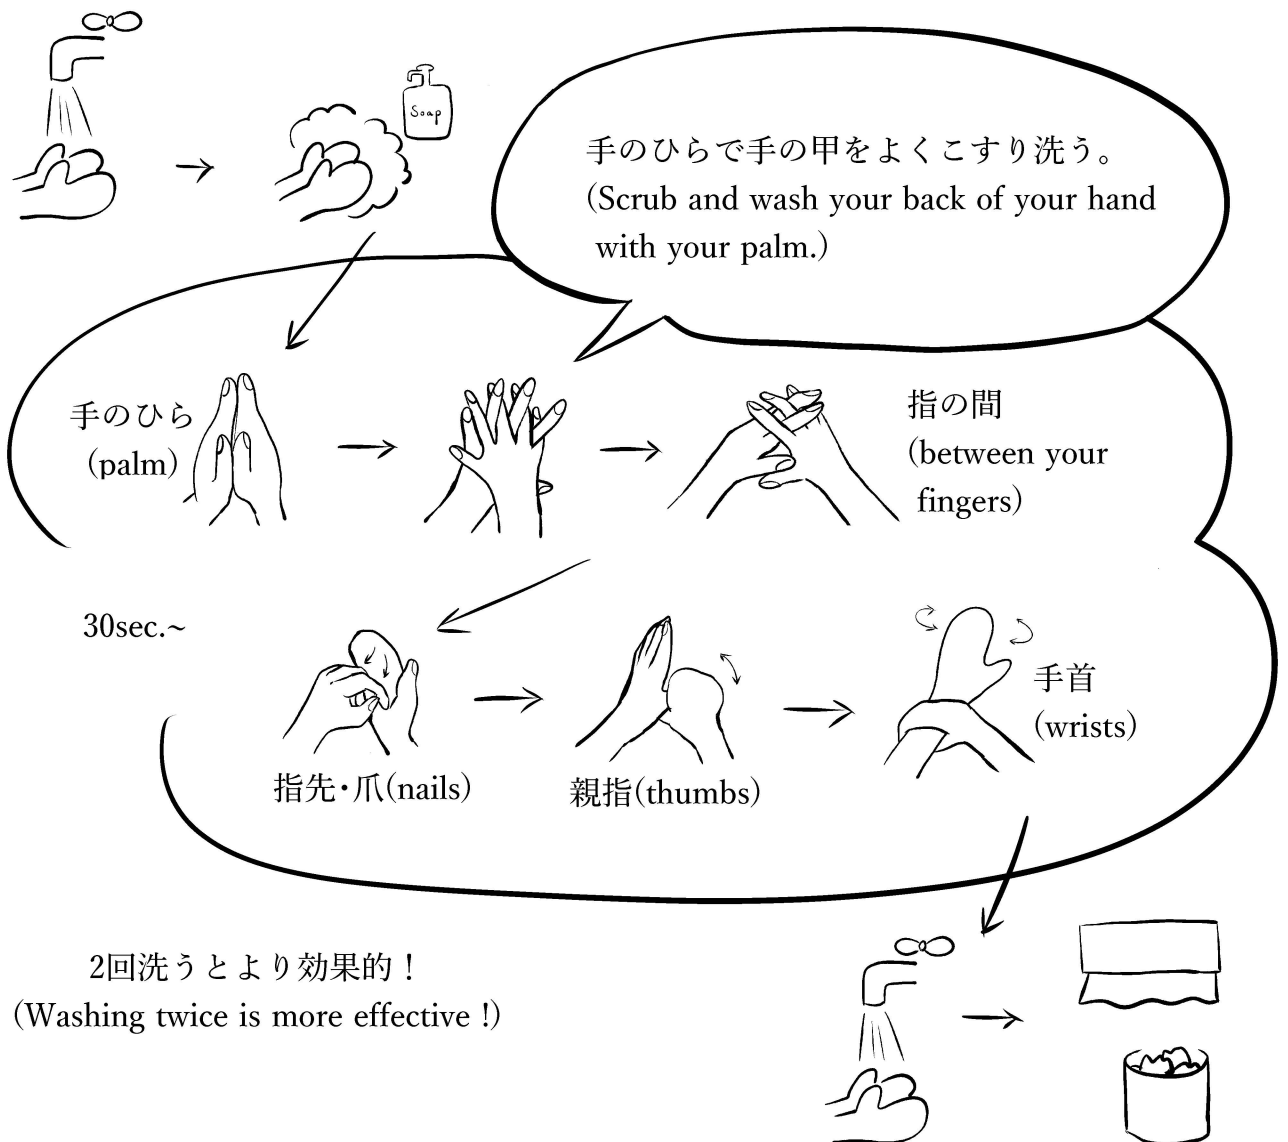 Soap
手のひらで手の甲をよくこすり洗う。
(Scrub and wash your back of your hand
with your palm.)
手のひら
(palm)
指の間
(between your
fingers)
30sec.~
指先・爪(nails)
親指(thumbs)
手首
(wrists)
2回洗うとより効果的！
(Washing twice is more effective !)